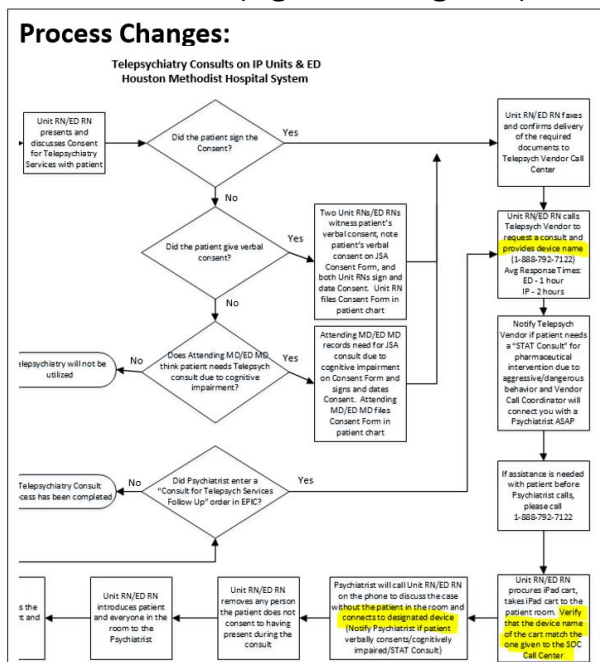 Process Changes:
Telepsychiatry Consults on IP Units & ED
Houston Methodist Hospital System
Unit RN/ED RN
presents and
discusses Consent
for Telepsychiatry
Services with patient
Did the patient sign the
Consent?
Yes
No
Unit RN/ED RN faxes
and confirms delivery
of the required
documents to
Telepsych Vendor Call
Center
Did the patient give verbal
consent?
Yes
No
Two Unit RNs/ED RNs
witness patient's
verbal consent, note
patient's verbal
consent on JSA
Consent Form, and
both Unit RNs sign and
date Consent. Unit RN
files Consent Form in
patient chart
Unit RN/ED RN calls
Telepsych Vendor to
request a consult and
provides device name
(1-888-792-7122)
Avg Response Times:
ED - 1 hour
IP - 2 hours
elepsychiatry will not be
utilized
No
Does Attending MD/ED MD
think patient needs Telepsych
consult due to cognitive
impairment?
Yes
Attending MD/ED MD
records need for JSA
consult due to
cognitive impairment
on Consent Form and
signs and dates
Consent. Attending
MD/ED MD files
Consent Form in
patient chart
Notify Telepsych
Vendor if patient needs
a "STAT Consult" for
pharmaceutical
intervention due to
aggressive/dangerous
behavior and Vendor
Call Coordinator will
connect you with a
Psychiatrist ASAP
Telepsychiatry Consult
cess has been completed
No
Did Psychiatrist enter a
"Consult for Telepsych Services
Follow Up" order in EPIC?
Yes
If assistance is needed
with patient before
Psychiatrist calls,
please call
1-888-792-7122
s the
nt and
Unit RN/ED RN
introduces patient
and everyone in the
room to the
Psychiatrist
Unit RN/ED RN
removes any person
the patient does not
consent to having
present during the
consult
Psychiatrist will call Unit RN/ED RN
on the phone to discuss the case
without the patient in the room and
connects to designated device
(Notify Psychiatrist if patient
verbally consents/cognitively
impaired/STAT Consult)
Unit RN/ED RN
procures iPad cart,
takes iPad cart to the
patient room. Verify
that the device name
of the cart match the
one given to the SOC
Call Center